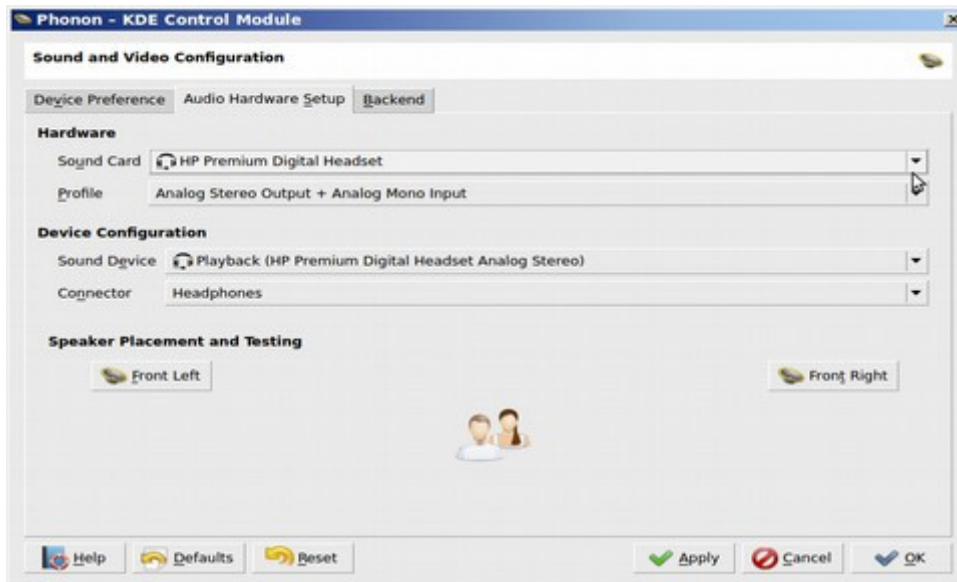 Phonon - KDE Control Module
Sound and Video Configuration
Device Preference Audio Hardware Setup Backend
Hardware
Sound Card HP Premium Digital Headset
Profile Analog Stereo Output + Analog Mono Input
Device Configuration
Sound Device Playback (HP Premium Digital Headset Analog Stereo)
Connector Headphones
Speaker Placement and Testing
Front Left Front Right
Help Defaults Reset Apply Cancel OK